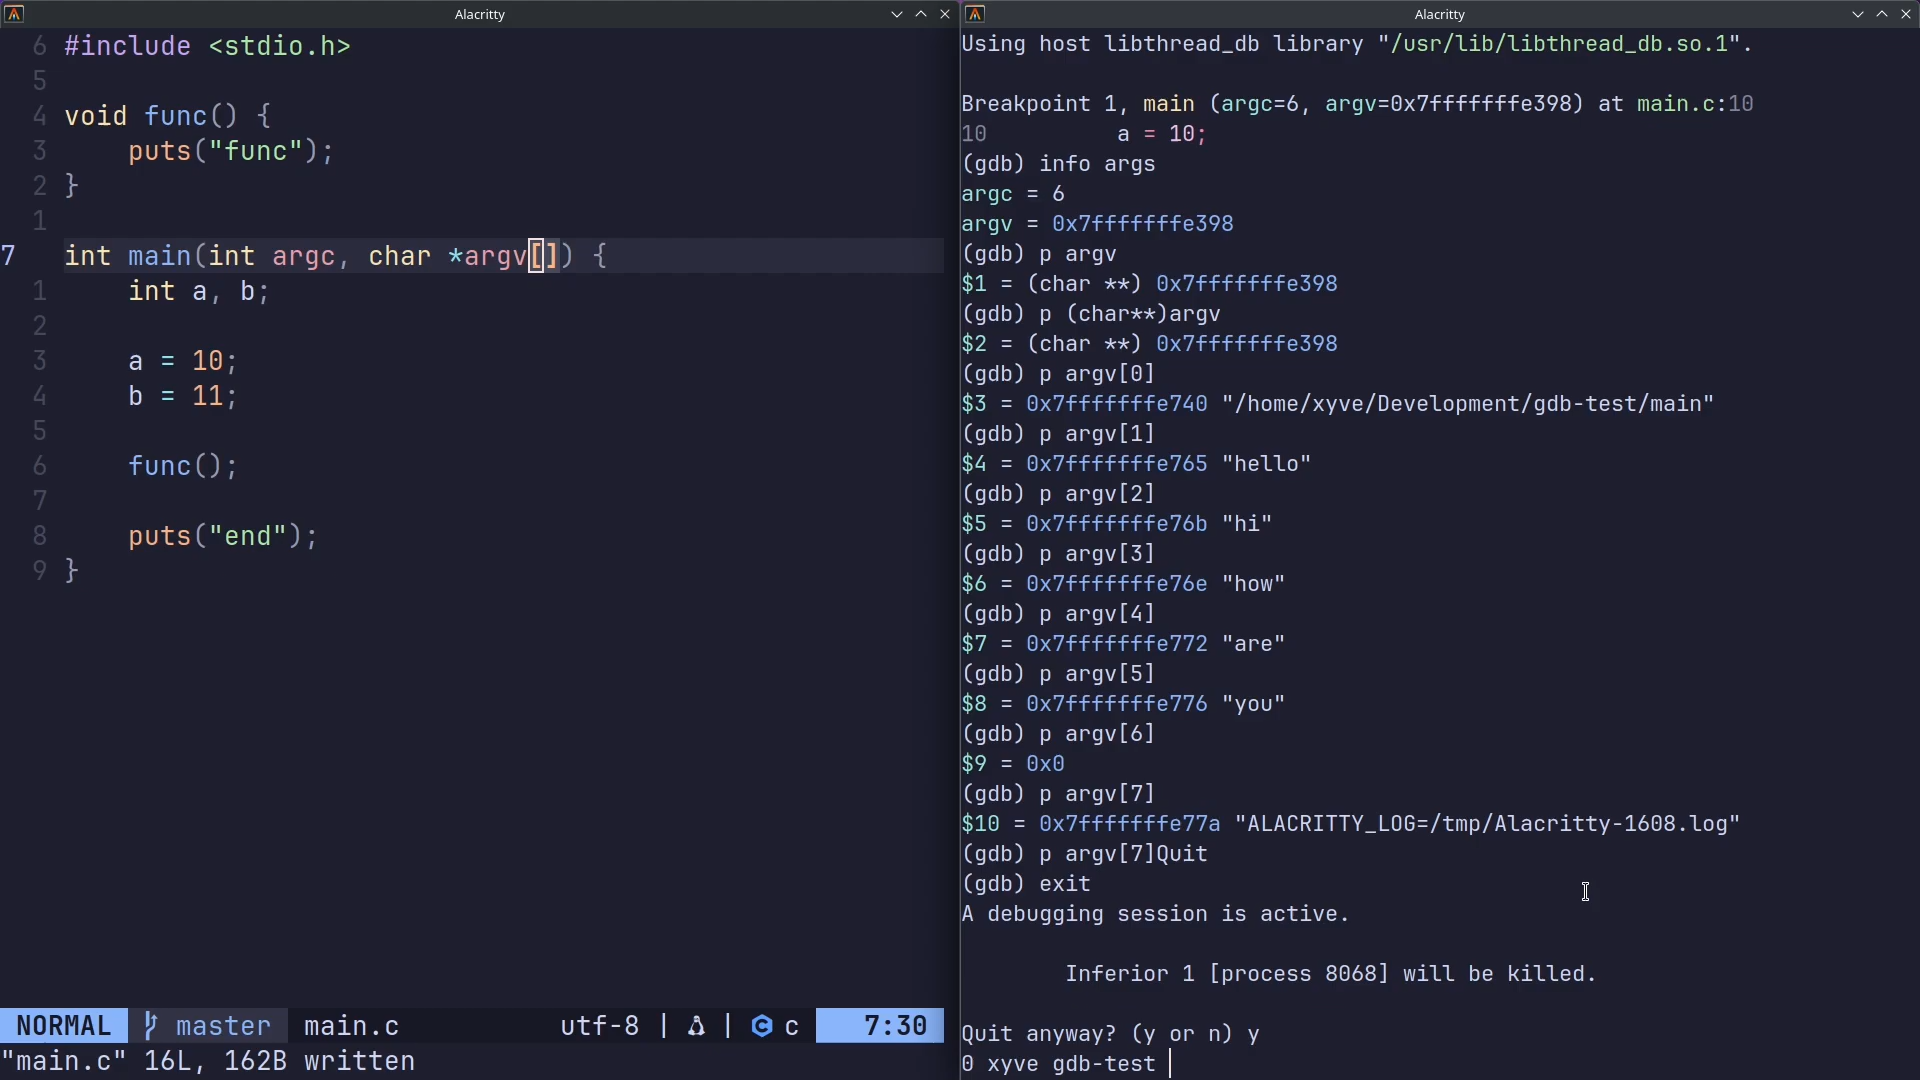 Alacritty
6 #include <stdio.h>
5
4 void func() {
3     puts("func");
2 }
1
7   int main(int argc, char *argv[]) {
1     int a, b;
2
3     a = 10;
4     b = 11;
5
6     func();
7
8     puts("end");
9 }
NORMAL master main.c utf-8 | | C c 7:30
"main.c" 16L, 162B written
Alacritty
Using host libthread_db library "/usr/lib/libthread_db.so.1".
Breakpoint 1, main (argc=6, argv=0x7fffffffe398) at main.c:10
10          a = 10;
(gdb) info args
argc = 6
argv = 0x7fffffffe398
(gdb) p argv
$1 = (char **) 0x7fffffffe398
(gdb) p (char**)argv
$2 = (char **) 0x7fffffffe398
(gdb) p argv[0]
$3 = 0x7fffffffe740 "/home/xyve/Development/gdb-test/main"
(gdb) p argv[1]
$4 = 0x7fffffffe765 "hello"
(gdb) p argv[2]
$5 = 0x7fffffffe76b "hi"
(gdb) p argv[3]
$6 = 0x7fffffffe76e "how"
(gdb) p argv[4]
$7 = 0x7fffffffe772 "are"
(gdb) p argv[5]
$8 = 0x7fffffffe776 "you"
(gdb) p argv[6]
$9 = 0x0
(gdb) p argv[7]
$10 = 0x7fffffffe77a "ALACRITTY_LOG=/tmp/Alacritty-1608.log"
(gdb) p argv[7]Quit
(gdb) exit
A debugging session is active.
        Inferior 1 [process 8068] will be killed.
Quit anyway? (y or n) y
0 xyve gdb-test